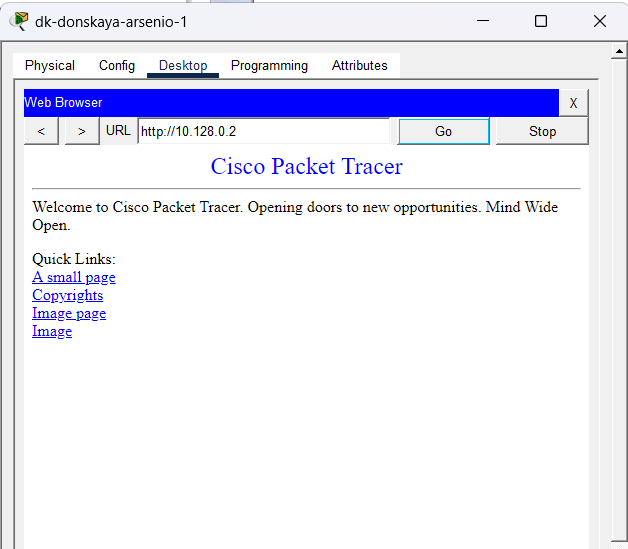 dk-donskaya-arsenio-1
Physical Config Desktop Programming Attributes
Web Browser X
< > URL http://10.128.0.2 Go Stop
Cisco Packet Tracer
Welcome to Cisco Packet Tracer. Opening doors to new opportunities. Mind Wide
Open.
Quick Links:
A small page
Copyrights
Image page
Image